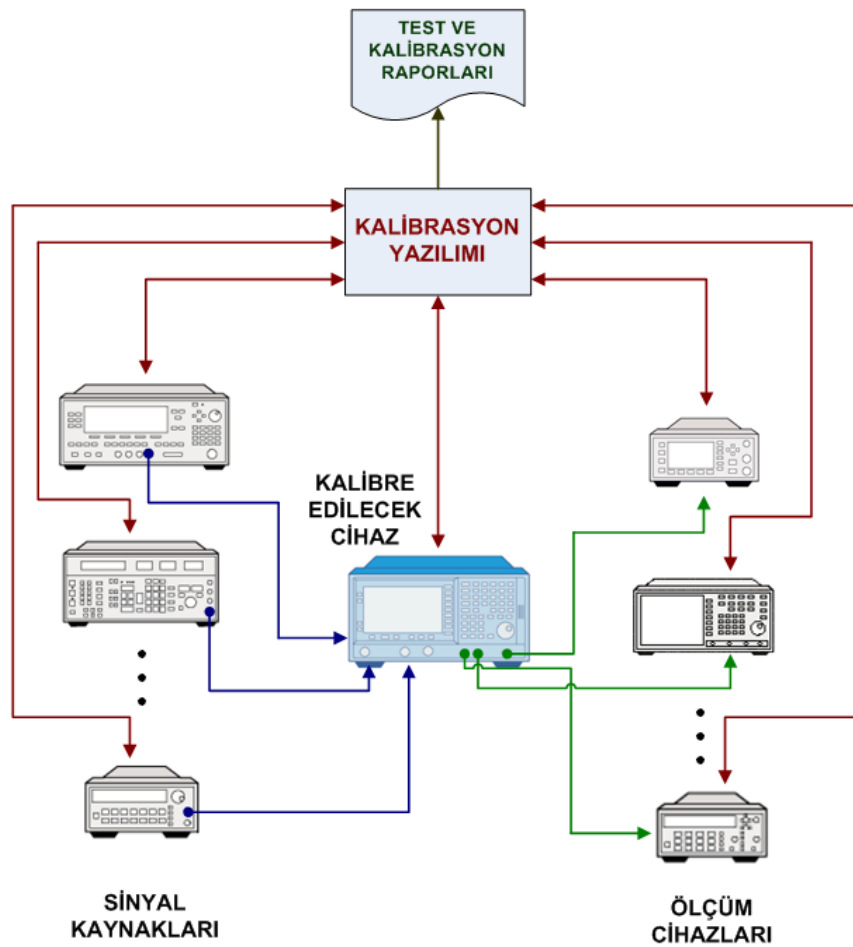 TEST VE
KALİBRASYON
RAPORLARI
KALİBRASYON
YAZILIMI
KALİBRE
EDİLECEK
CİHAZ
SİNYAL
KAYNAKLARI
ÖLÇÜM
CİHAZLARI